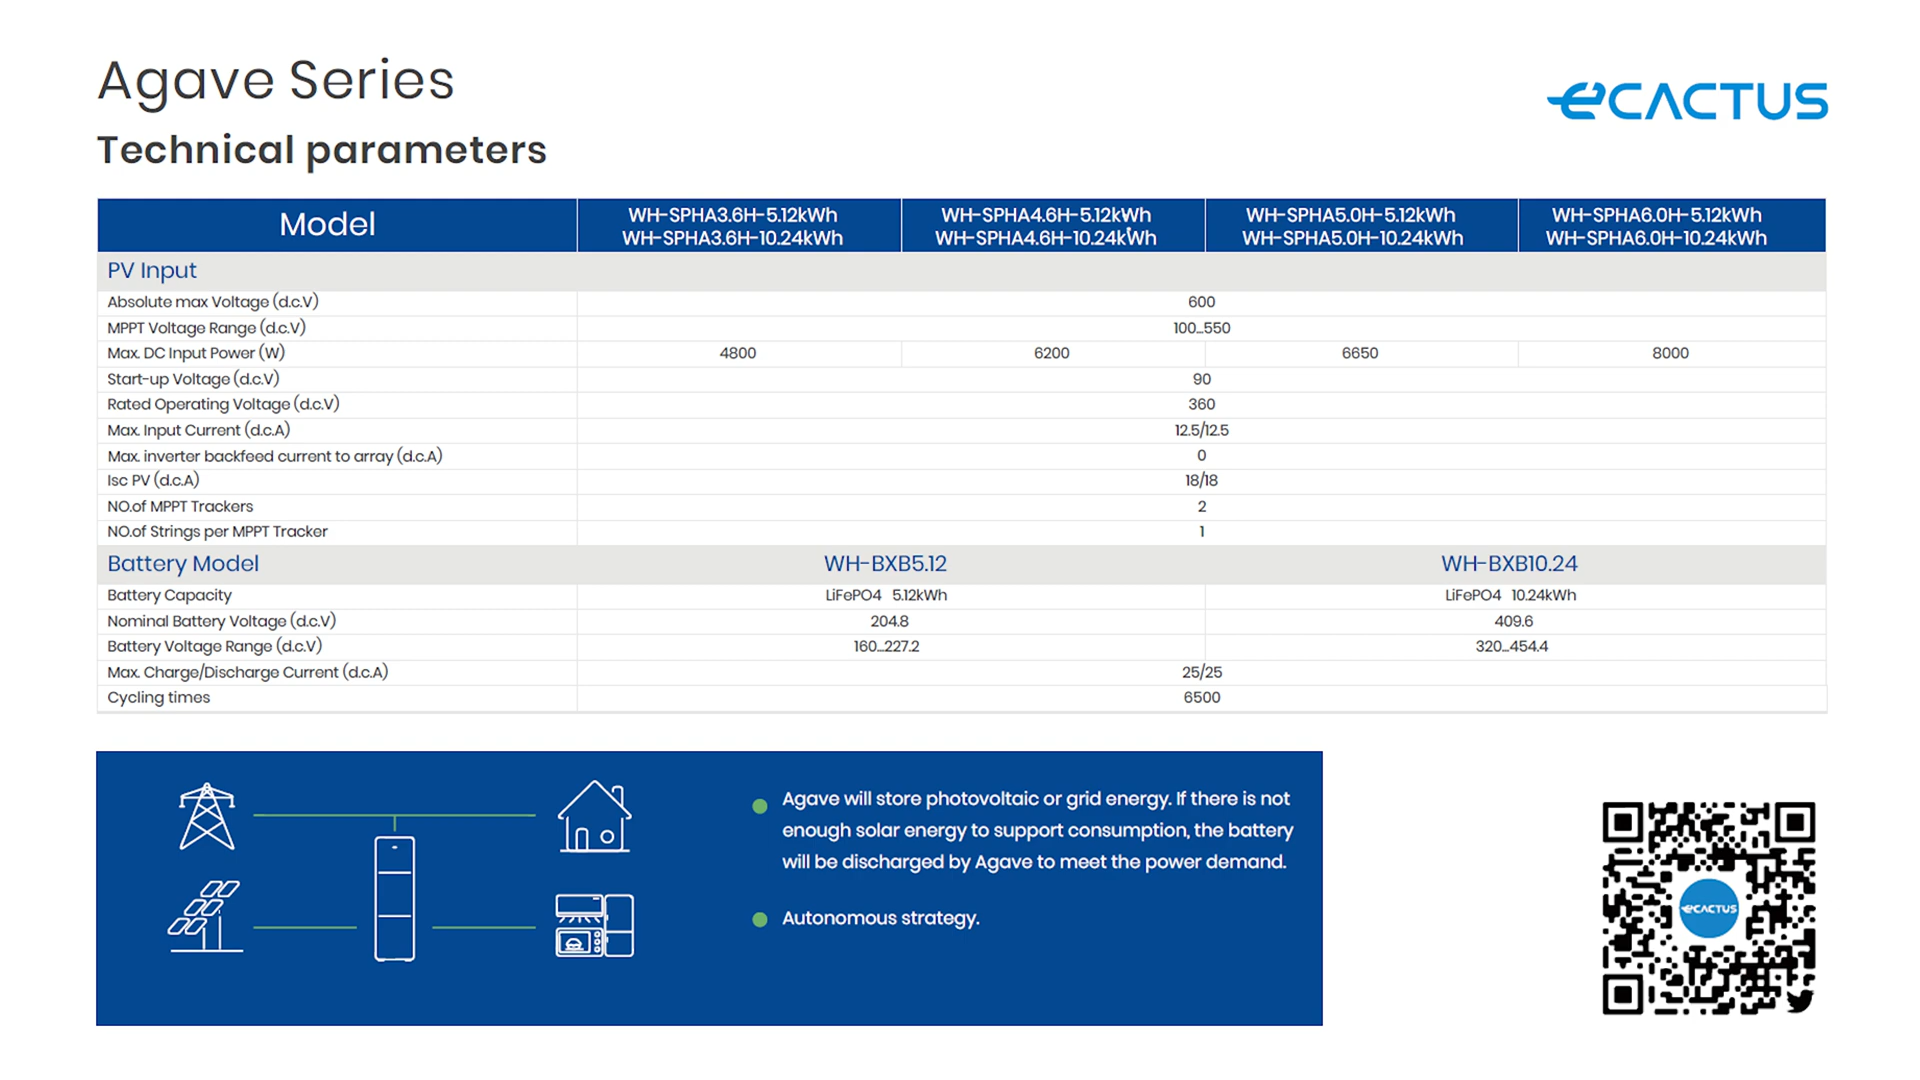 Agave Series
eCACTUS
Technical parameters
Model
WH-SPHA3.6H-5.12kWh
WH-SPHA3.6H-10.24kWh
WH-SPHA4.6H-5.12kWh
WH-SPHA4.6H-10.24kWh
WH-SPHA5.0H-5.12kWh
WH-SPHA5.0H-10.24kWh
WH-SPHA6.0H-5.12kWh
WH-SPHA6.0H-10.24kWh
PV Input
Absolute max Voltage (d.c.V) 600
MPPT Voltage Range (d.c.V) 100...550
Max. DC Input Power (W) 4800 6200 6650 8000
Start-up Voltage (d.c.V) 90
Rated Operating Voltage (d.c.V) 360
Max. Input Current (d.c.A) 12.5/12.5
Max. inverter backfeed current to array (d.c.A) 0
Isc PV (d.c.A) 18/18
NO.of MPPT Trackers 2
NO.of Strings per MPPT Tracker 1
Battery Model WH-BXB5.12 WH-BXB10.24
Battery Capacity LiFePO4 5.12kWh LiFePO4 10.24kWh
Nominal Battery Voltage (d.c.V) 204.8 409.6
Battery Voltage Range (d.c.V) 160...227.2 320...454.4
Max. Charge/Discharge Current (d.c.A) 25/25
Cycling times 6500
Agave will store photovoltaic or grid energy. If there is not
enough solar energy to support consumption, the battery
will be discharged by Agave to meet the power demand.
Autonomous strategy.
eCACTUS